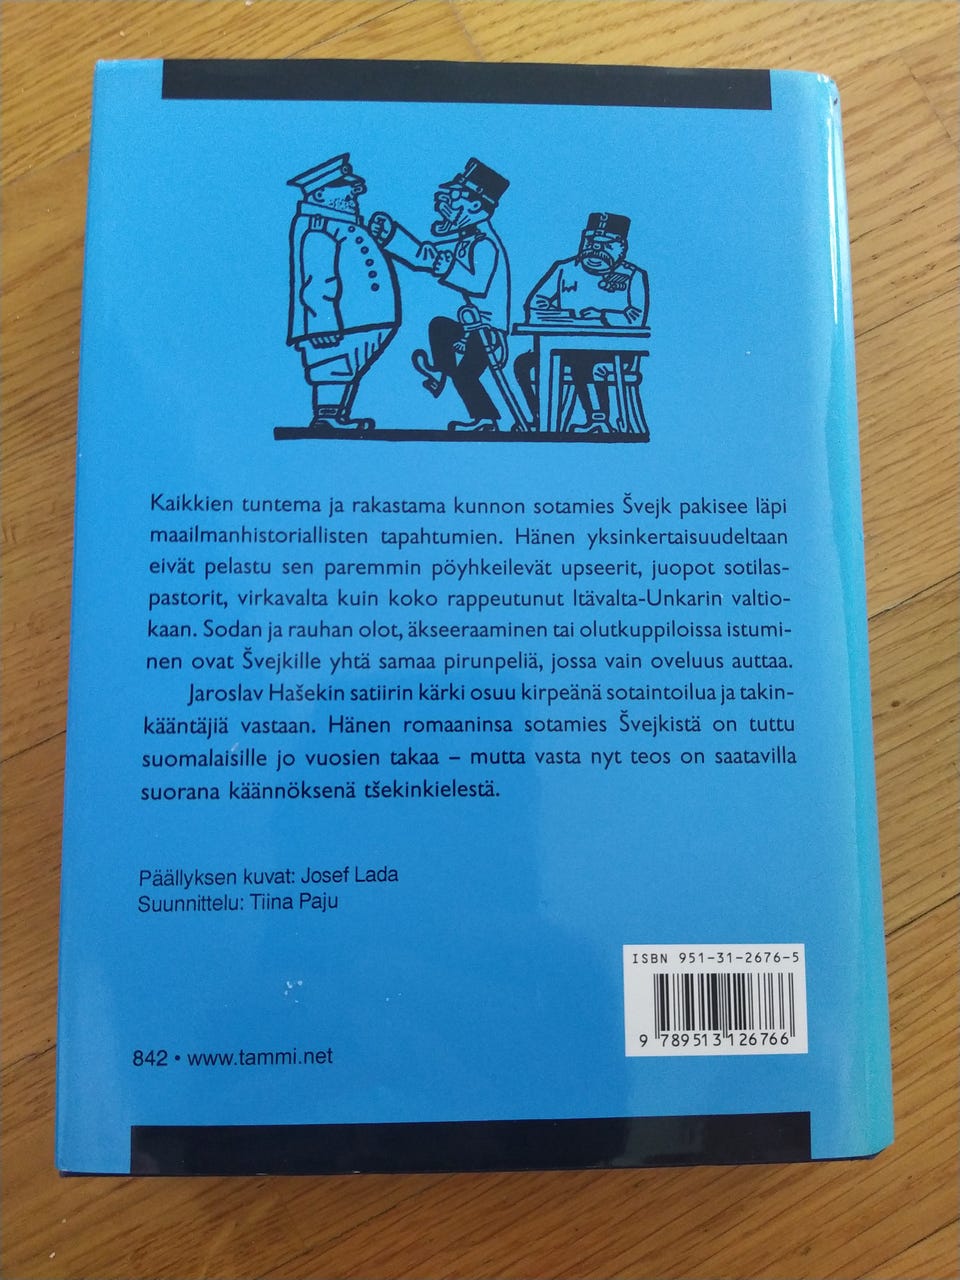 Kaikkien tuntema ja rakastama kunnon sotamies Švejk pakisee läpi
maailmanhistoriallisten tapahtumien. Hänen yksinkertaisuudeltaan
eivät pelastu sen paremmin pöyhkeilevät upseerit, juopot sotilas-
pastorit, virkavalta kuin koko rappeutunut Itävalta-Unkarin valtio-
kaan. Sodan ja rauhan olot, äkseeraaminen tai olutkuppiloissa istumi-
nen ovat Švejkille yhtä samaa pirunpeliä, jossa vain oveluus auttaa.
Jaroslav Hašekin satiirin kärki osuu kirpeänä sotaintoilua ja takin-
kääntäjiä vastaan. Hänen romaaninsa sotamies Švejkistä on tuttu
suomalaisille jo vuosien takaa – mutta vasta nyt teos on saatavilla
suorana käännöksenä tšekinkielestä.
Päällyksen kuvat: Josef Lada
Suunnittelu: Tiina Paju
ISBN 951-31-2676-5
9 789513 126766
842 • www.tammi.net